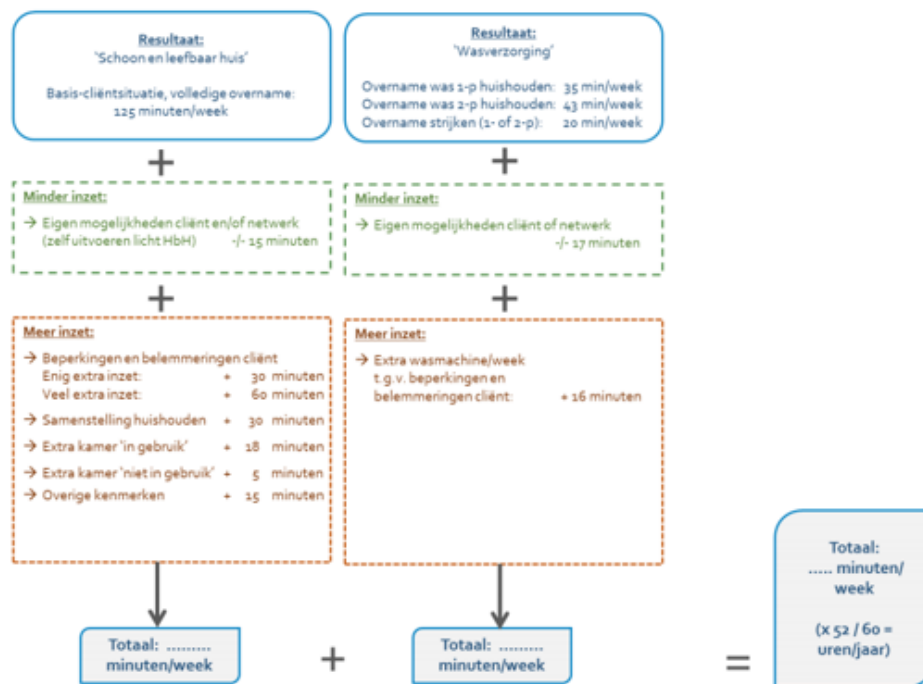 Resultaat:
'Schoon en leefbaar huis'
Basis-cliëntsituatie, volledige overname:
125 minuten/week
+
Minder inzet:
→ Eigen mogelijkheden cliënt en/of netwerk
(zelf uitvoeren licht HbH) -/- 15 minuten
+
Meer inzet:
→ Beperkingen en belemmeringen cliënt
Enig extra inzet: + 30 minuten
Veel extra inzet: + 60 minuten
→ Samenstelling huishouden + 30 minuten
→ Extra kamer 'in gebruik' + 18 minuten
→ Extra kamer 'niet in gebruik' + 5 minuten
→ Overige kenmerken + 15 minuten
Totaal: .........
minuten/week
+
Resultaat:
'Wasverzorging'
Overname was 1-p huishouden: 35 min/week
Overname was 2-p huishouden: 43 min/week
Overname strijken (1- of 2-p): 20 min/week
+
Minder inzet:
→ Eigen mogelijkheden cliënt of netwerk
-/- 17 minuten
+
Meer inzet:
→ Extra wasmachine/week
t.g.v. beperkingen en
belemmeringen cliënt: + 16 minuten
Totaal: .........
minuten/week
=
Totaal:
..... minuten/
week
(x 52 / 60 =
uren/jaar)